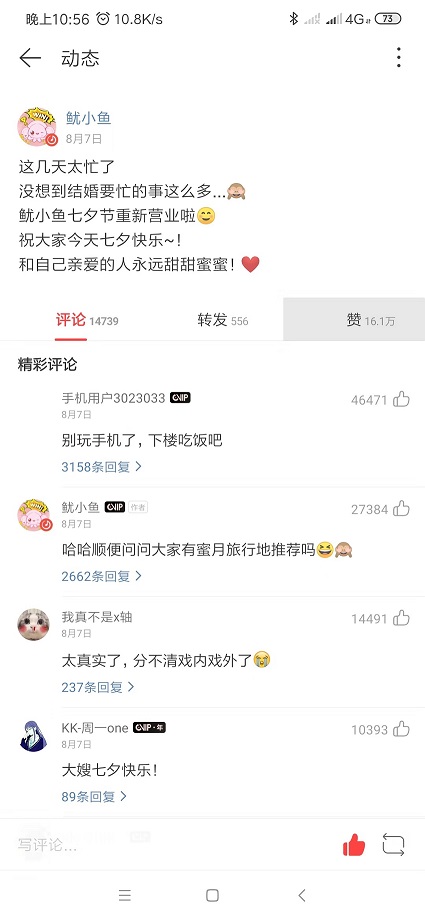 晚上10:56 10.8K/s 4G 73
动态
鱿小鱼
8月7日
这几天太忙了
没想到结婚要忙的事这么多...
鱿小鱼七夕节重新营业啦
祝大家今天七夕快乐~!
和自己亲爱的人永远甜甜蜜蜜!
评论 14739 转发 556 赞 16.1万
精彩评论
手机用户3023033 VIP 46471
8月7日
别玩手机了,下楼吃饭吧
3158条回复
鱿小鱼 VIP 作者 27384
8月7日
哈哈顺便问问大家有蜜月旅行地推荐吗
2662条回复
我真不是x轴 14491
8月7日
太真实了,分不清戏内戏外了
237条回复
KK-周一one VIP·年 10393
8月7日
大嫂七夕快乐!
89条回复
写评论...